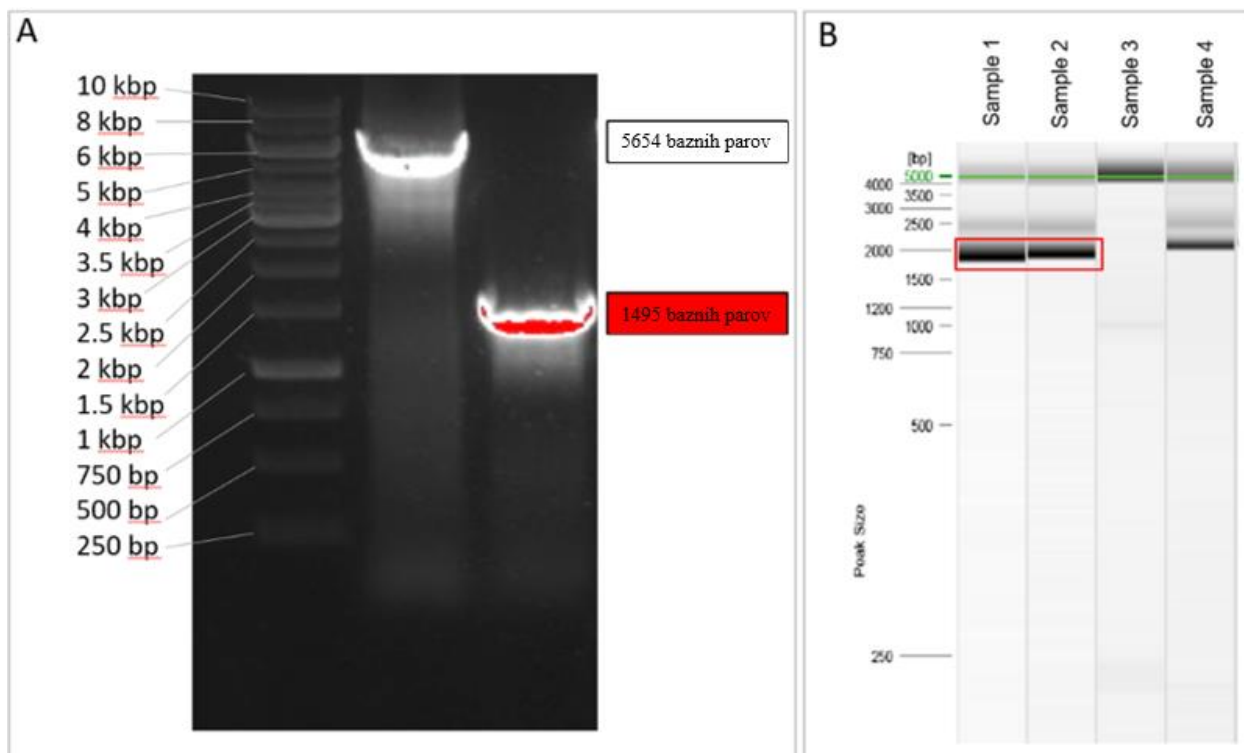 A
10 kbp
8 kbp
6 kbp
5 kbp
4 kbp
3.5 kbp
3 kbp
2.5 kbp
2 kbp
1.5 kbp
1 kbp
750 bp
500 bp
250 bp
5654 baznih parov
1495 baznih parov
B
Sample 1
Sample 2
Sample 3
Sample 4
[bp]
5000
4000
3500
3000
2500
2000
1500
1200
1000
750
500
250
Peak Size